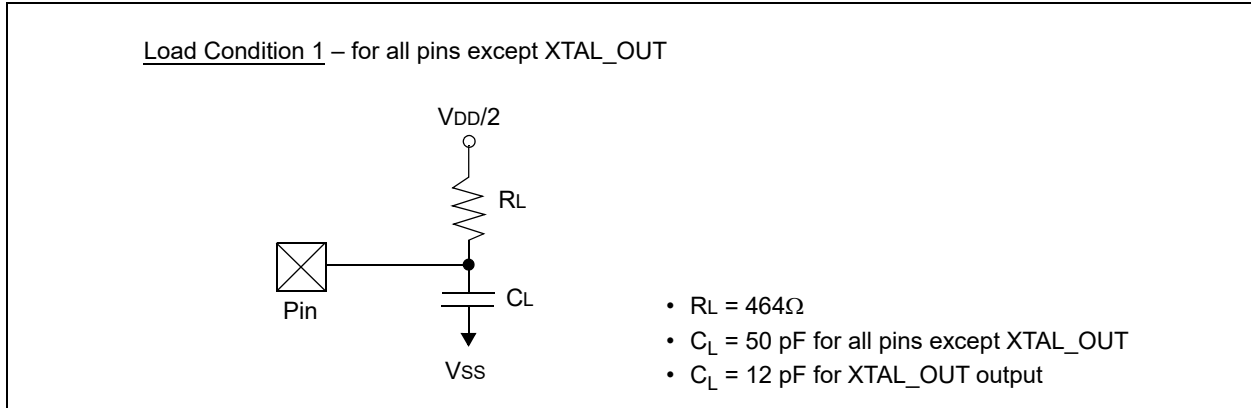 Load Condition 1 – for all pins except XTAL_OUT
VDD/2
RL
Pin
CL
VSS
• RL = 464Ω
• CL = 50 pF for all pins except XTAL_OUT
• CL = 12 pF for XTAL_OUT output